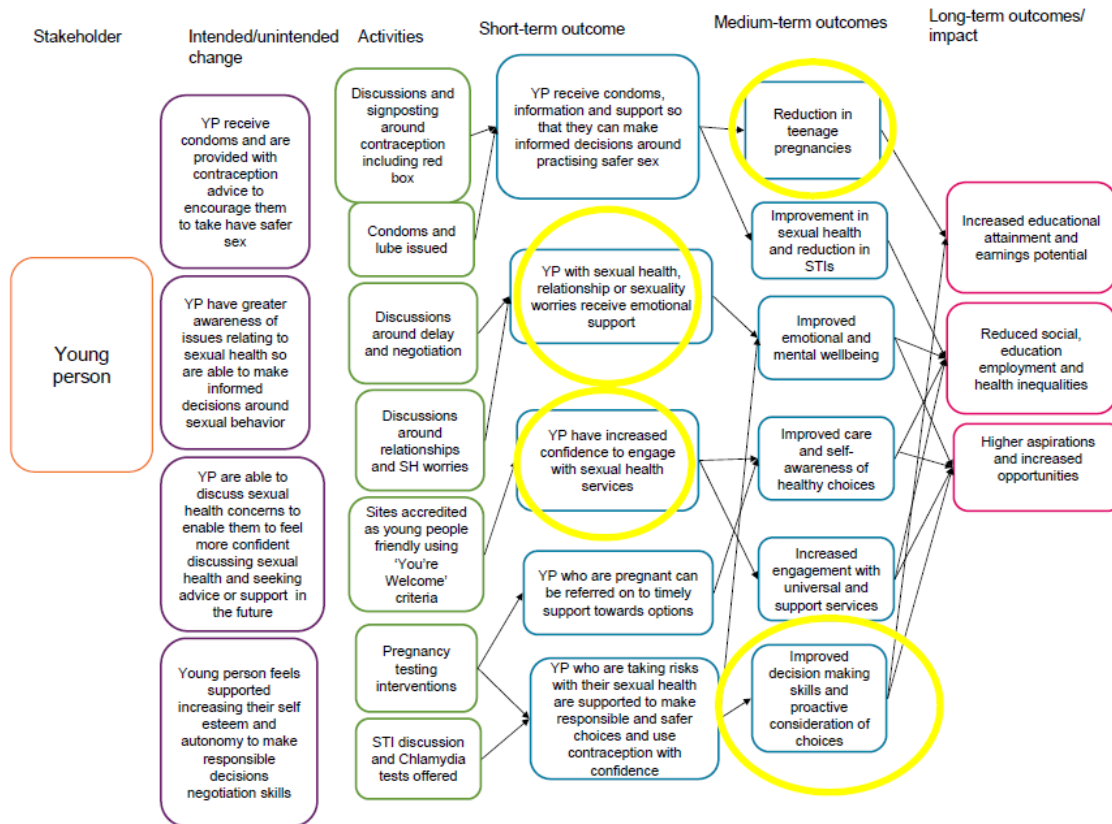 Stakeholder
Intended/unintended
change
Activities
Short-term outcome
Medium-term outcomes
Long-term outcomes/
impact
Young
person
YP receive
condoms and are
provided with
contraception
advice to
encourage them
to take have safer
sex
YP have greater
awareness of
issues relating to
sexual health so
are able to make
informed
decisions around
sexual behavior
YP are able to
discuss sexual
health concerns to
enable them to feel
more confident
discussing sexual
health and seeking
advice or support in
the future
Young person feels
supported
increasing their self
esteem and
autonomy to make
responsible
decisions
negotiation skills
Discussions and
signposting
around
contraception
including red
box
Condoms and
lube issued
Discussions
around delay
and negotiation
Discussions
around
relationships
and SH worries
Sites accredited
as young people
friendly using
‘You’re
Welcome’
criteria
Pregnancy
testing
interventions
STI discussion
and Chlamydia
tests offered
YP receive condoms,
information and support so
that they can make
informed decisions around
practising safer sex
YP with sexual health,
relationship or sexuality
worries receive emotional
support
YP have increased
confidence to engage
with sexual health
services
YP who are pregnant can
be referred on to timely
support towards options
YP who are taking risks
with their sexual health
are supported to make
responsible and safer
choices and use
contraception with
confidence
Reduction in
teenage
pregnancies
Improvement in
sexual health
and reduction in
STIs
Improved
emotional and
mental wellbeing
Improved care
and self-
awareness of
healthy choices
Increased
engagement with
universal and
support services
Improved
decision making
skills and
proactive
consideration of
choices
Increased educational
attainment and
earnings potential
Reduced social,
education
employment and
health inequalities
Higher aspirations
and increased
opportunities